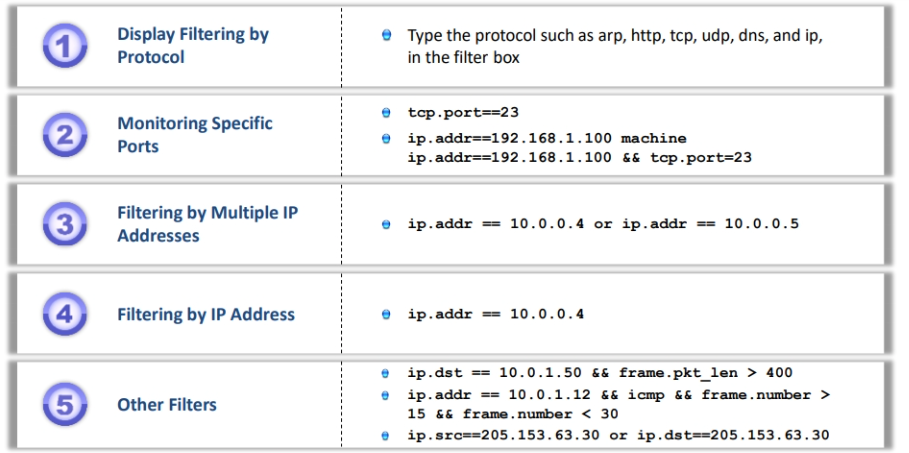 1
Display Filtering by
Protocol
Type the protocol such as arp, http, tcp, udp, dns, and ip,
in the filter box
2
Monitoring Specific
Ports
tcp.port==23
ip.addr==192.168.1.100 machine
ip.addr==192.168.1.100 && tcp.port=23
3
Filtering by Multiple IP
Addresses
ip.addr == 10.0.0.4 or ip.addr == 10.0.0.5
4
Filtering by IP Address
ip.addr == 10.0.0.4
5
Other Filters
ip.dst == 10.0.1.50 && frame.pkt_len > 400
ip.addr == 10.0.1.12 && icmp && frame.number >
15 && frame.number < 30
ip.src==205.153.63.30 or ip.dst==205.153.63.30